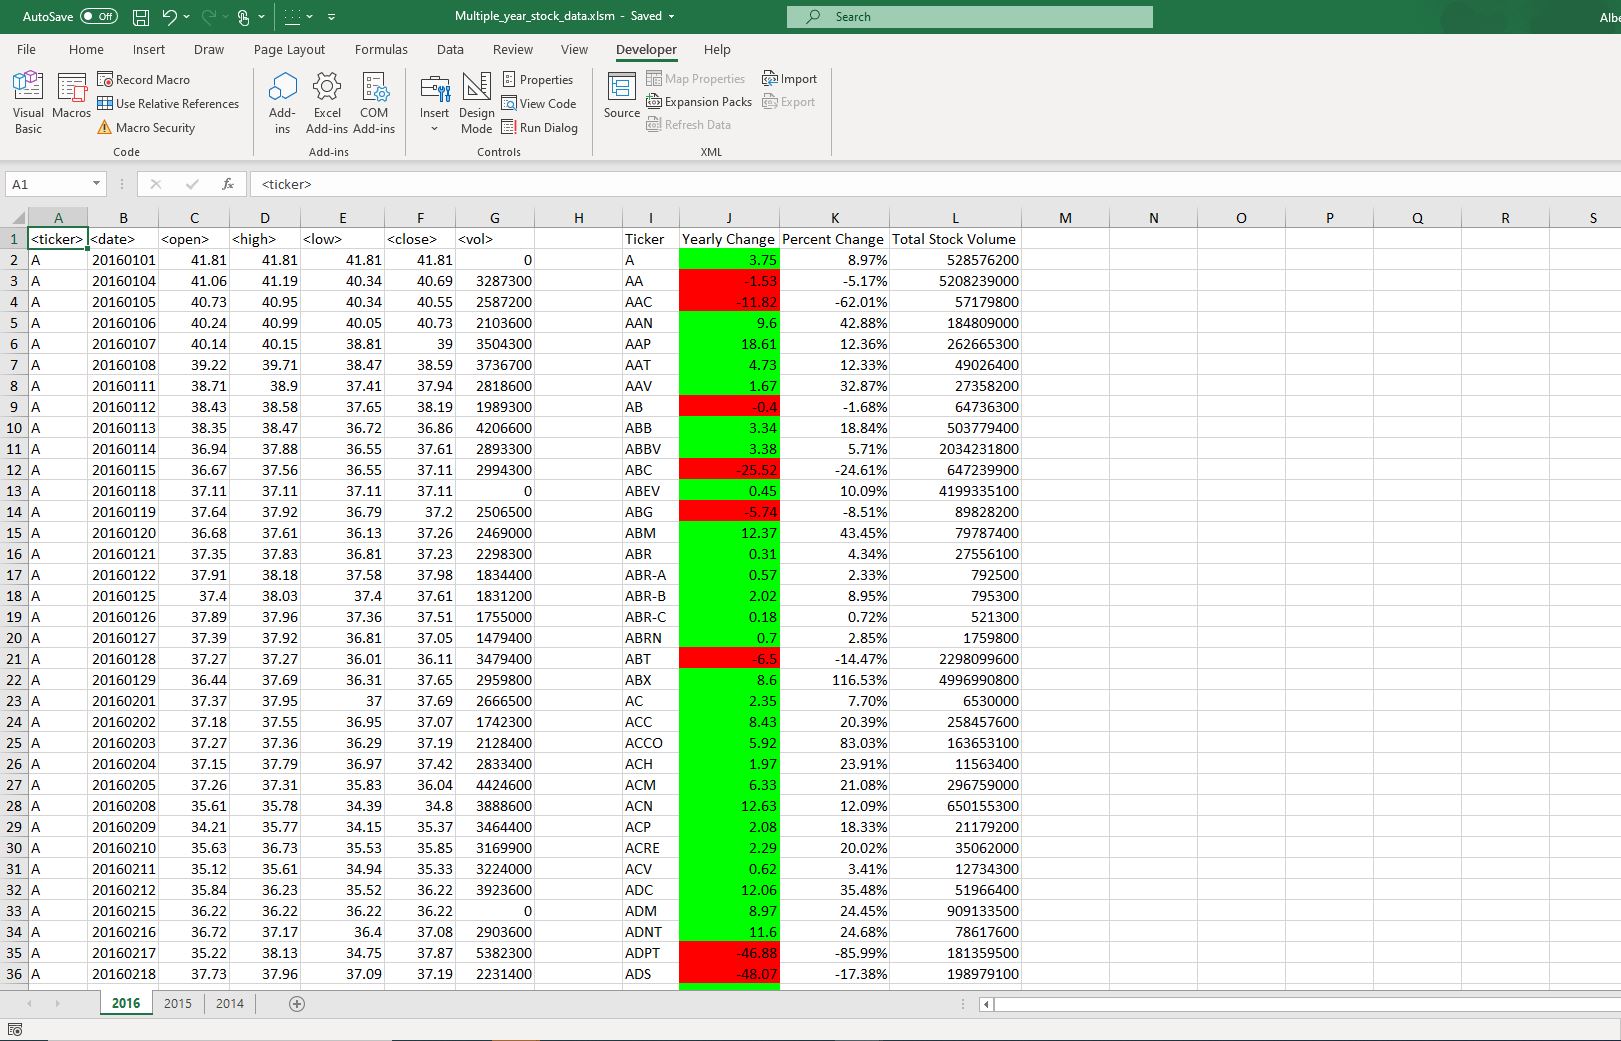 AutoSave Off Multiple_year_stock_data.xlsm - Saved Search Albe
File Home Insert Draw Page Layout Formulas Data Review View Developer Help
Visual Basic Macros Record Macro Use Relative References Macro Security Code
Add-ins Excel Add-ins COM Add-ins Add-ins
Insert Design Mode Properties View Code Run Dialog Controls
Source Map Properties Expansion Packs Refresh Data Import Export XML
A1 fx <ticker>
A B C D E F G H I J K L M N O P Q R S
1 <ticker> <date> <open> <high> <low> <close> <vol> Ticker Yearly Change Percent Change Total Stock Volume
2 A 20160101 41.81 41.81 41.81 41.81 0 A 3.75 8.97% 528576200
3 A 20160104 41.06 41.19 40.34 40.69 3287300 AA -1.53 -5.17% 5208239000
4 A 20160105 40.73 40.95 40.34 40.55 2587200 AAC -11.82 -62.01% 57179800
5 A 20160106 40.24 40.99 40.05 40.73 2103600 AAN 9.6 42.88% 184809000
6 A 20160107 40.14 40.15 38.81 39 3504300 AAP 18.61 12.36% 262665300
7 A 20160108 39.22 39.71 38.47 38.59 3736700 AAT 4.73 12.33% 49026400
8 A 20160111 38.71 38.9 37.41 37.94 2818600 AAV 1.67 32.87% 27358200
9 A 20160112 38.43 38.58 37.65 38.19 1989300 AB -0.4 -1.68% 64736300
10 A 20160113 38.35 38.47 36.72 36.86 4206600 ABB 3.34 18.84% 503779400
11 A 20160114 36.94 37.88 36.55 37.61 2893300 ABBV 3.38 5.71% 2034231800
12 A 20160115 36.67 37.56 36.55 37.11 2994300 ABC -25.52 -24.61% 647239900
13 A 20160118 37.11 37.11 37.11 37.11 0 ABEV 0.45 10.09% 4199335100
14 A 20160119 37.64 37.92 36.79 37.2 2506500 ABG -5.74 -8.51% 89828200
15 A 20160120 36.68 37.61 36.13 37.26 2469000 ABM 12.37 43.45% 79787400
16 A 20160121 37.35 37.83 36.81 37.23 2298300 ABR 0.31 4.34% 27556100
17 A 20160122 37.91 38.18 37.58 37.98 1834400 ABR-A 0.57 2.33% 792500
18 A 20160125 37.4 38.03 37.4 37.61 1831200 ABR-B 2.02 8.95% 795300
19 A 20160126 37.89 37.96 37.36 37.51 1755000 ABR-C 0.18 0.72% 521300
20 A 20160127 37.39 37.92 36.81 37.05 1479400 ABRN 0.7 2.85% 1759800
21 A 20160128 37.27 37.27 36.01 36.11 3479400 ABT -6.5 -14.47% 2298099600
22 A 20160129 36.44 37.69 36.31 37.65 2959800 ABX 8.6 116.53% 4996990800
23 A 20160201 37.37 37.95 37 37.69 2666500 AC 2.35 7.70% 6530000
24 A 20160202 37.18 37.55 36.95 37.07 1742300 ACC 8.43 20.39% 258457600
25 A 20160203 37.27 37.36 36.29 37.19 2128400 ACCO 5.92 83.03% 163653100
26 A 20160204 37.15 37.79 36.97 37.42 2833400 ACH 1.97 23.91% 11563400
27 A 20160205 37.26 37.31 35.83 36.04 4424600 ACM 6.33 21.08% 296759000
28 A 20160208 35.61 35.78 34.39 34.8 3888600 ACN 12.63 12.09% 650155300
29 A 20160209 34.21 35.77 34.15 35.37 3464400 ACP 2.08 18.33% 21179200
30 A 20160210 35.63 36.73 35.53 35.85 3169900 ACRE 2.29 20.02% 35062000
31 A 20160211 35.12 35.61 34.94 35.33 3224000 ACV 0.62 3.41% 12734300
32 A 20160212 35.84 36.23 35.52 36.22 3923600 ADC 12.06 35.48% 51966400
33 A 20160215 36.22 36.22 36.22 36.22 0 ADM 8.97 24.45% 909133500
34 A 20160216 36.72 37.17 36.4 37.08 2903600 ADNT 11.6 24.68% 78617600
35 A 20160217 35.22 38.13 34.75 37.87 5382300 ADPT -46.88 -85.99% 181359500
36 A 20160218 37.73 37.96 37.09 37.19 2231400 ADS -48.07 -17.38% 198979100
2016 2015 2014